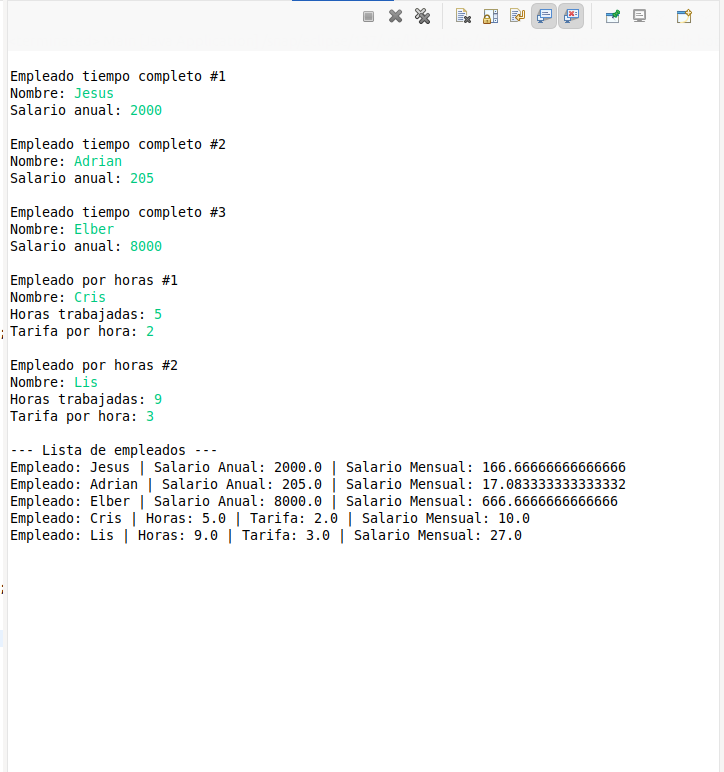 Empleado tiempo completo #1
Nombre: Jesus
Salario anual: 2000
Empleado tiempo completo #2
Nombre: Adrian
Salario anual: 205
Empleado tiempo completo #3
Nombre: Elber
Salario anual: 8000
Empleado por horas #1
Nombre: Cris
Horas trabajadas: 5
Tarifa por hora: 2
Empleado por horas #2
Nombre: Lis
Horas trabajadas: 9
Tarifa por hora: 3
--- Lista de empleados ---
Empleado: Jesus | Salario Anual: 2000.0 | Salario Mensual: 166.66666666666666
Empleado: Adrian | Salario Anual: 205.0 | Salario Mensual: 17.083333333333332
Empleado: Elber | Salario Anual: 8000.0 | Salario Mensual: 666.6666666666666
Empleado: Cris | Horas: 5.0 | Tarifa: 2.0 | Salario Mensual: 10.0
Empleado: Lis | Horas: 9.0 | Tarifa: 3.0 | Salario Mensual: 27.0